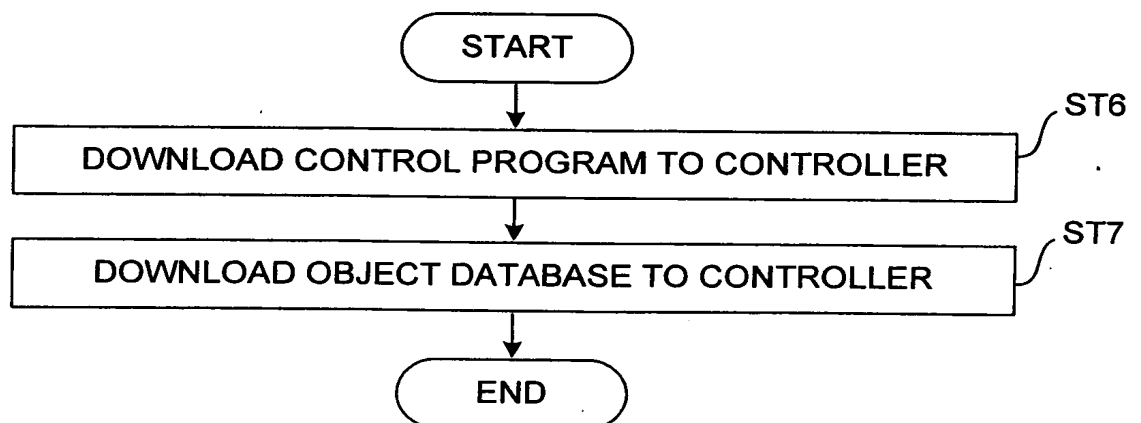 START
ST6
DOWNLOAD CONTROL PROGRAM TO CONTROLLER
ST7
DOWNLOAD OBJECT DATABASE TO CONTROLLER
END